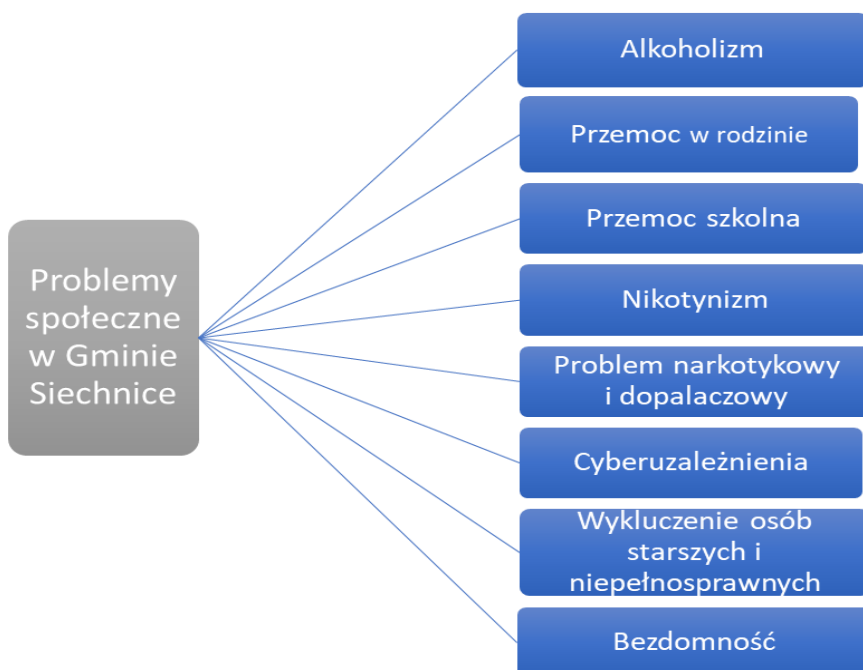 Problemy
społeczne
w Gminie
Siechnice
Alkoholizm
Przemoc w rodzinie
Przemoc szkolna
Nikotynizm
Problem narkotykowy
i dopalaczowy
Cyberuzależnienia
Wykluczenie osób
starszych i
niepełnosprawnych
Bezdomność